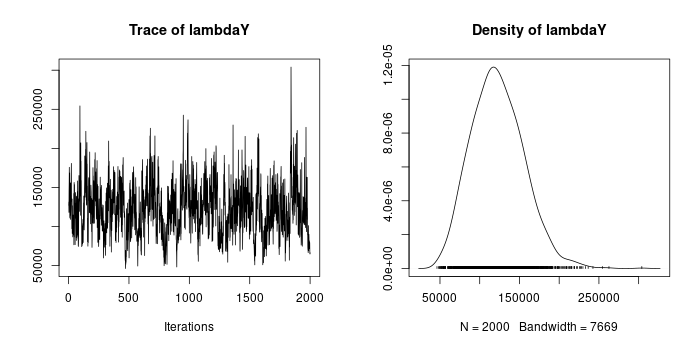 Trace of lambdaY
50000
150000
250000
0
500
1000
1500
2000
Iterations
Density of lambdaY
0.0e+00
4.0e-06
8.0e-06
1.2e-05
50000
150000
250000
N = 2000 Bandwidth = 7669